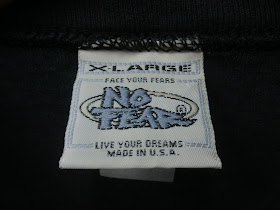 X-LARGE
FACE YOUR FEARS
NO
FEAR®
LIVE YOUR DREAMS
MADE IN U.S.A.